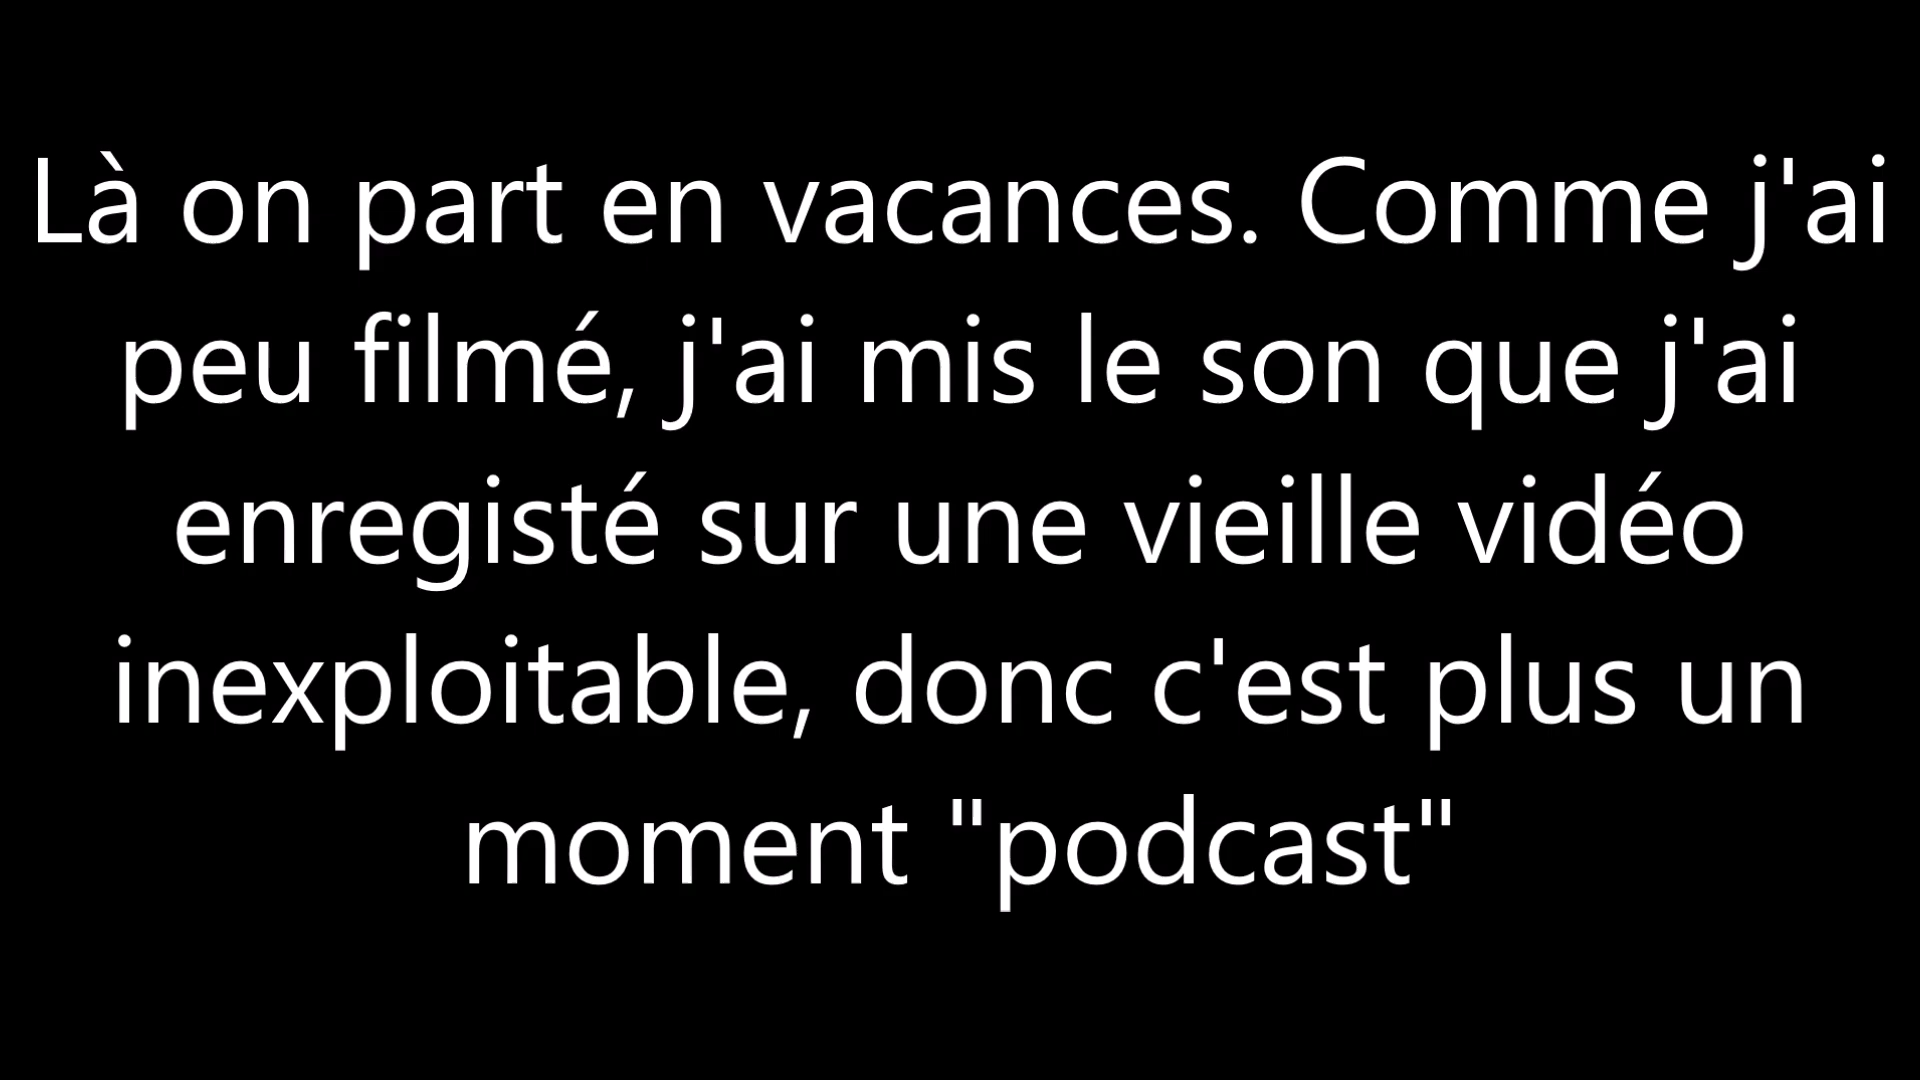 Là on part en vacances. Comme j'ai
peu filmé, j'ai mis le son que j'ai
enregisté sur une vieille vidéo
inexploitable, donc c'est plus un
moment "podcast"